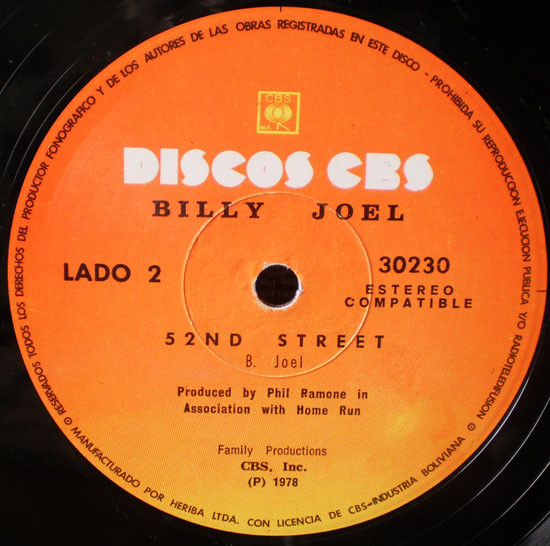 RESERVADOS TODOS LOS DERECHOS DEL PRODUCTOR FONOGRAFICO Y DE LOS AUTORES DE LAS OBRAS REGISTRADAS EN ESTE DISCO - PROHIBIDA SU REPRODUCCION EJECUCION PUBLICA Y/O RADIOTELEDIFUSION
CBS
M.R.
DISCOS CBS
BILLY JOEL
LADO 2
30230
ESTEREO
COMPATIBLE
52ND STREET
B. Joel
Produced by Phil Ramone in
Association with Home Run
Family Productions
CBS, Inc.
(P) 1978
MANUFACTURADO POR HERIBA LTDA. CON LICENCIA DE CBS-INDUSTRIA BOLIVIANA